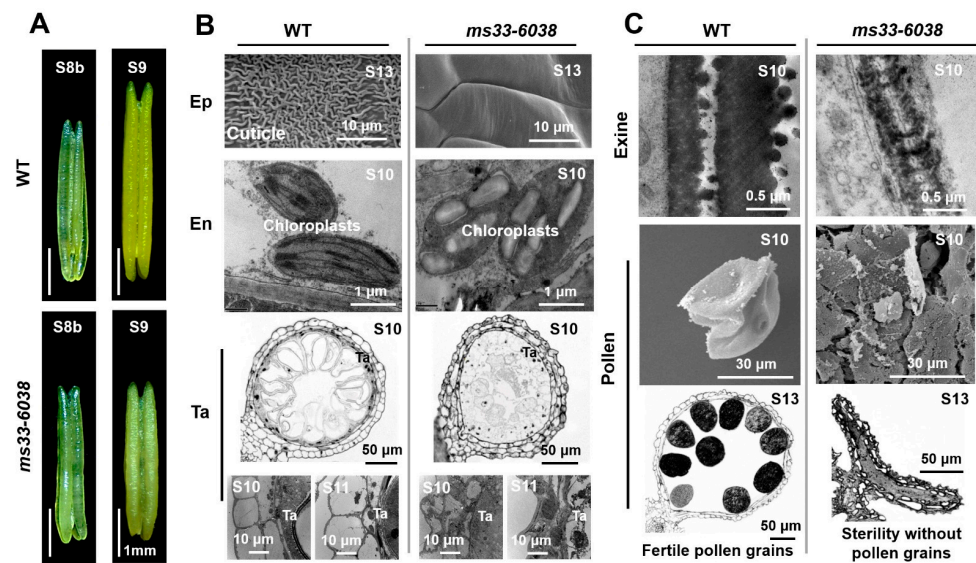 A
S8b
S9
WT
S8b
S9
ms33-6038
1mm
B
WT
ms33-6038
Ep
S13
Cuticle
10 μm
S13
10 μm
En
S10
Chloroplasts
1 μm
S10
Chloroplasts
1 μm
Ta
S10
Ta
50 μm
S10
Ta
50 μm
S10
10 μm
S11
Ta
10 μm
S10
10 μm
S11
Ta
10 μm
C
WT
ms33-6038
Exine
S10
0.5 μm
S10
0.5 μm
Pollen
S10
30 μm
S10
30 μm
S13
50 μm
Fertile pollen grains
S13
50 μm
Sterility without
pollen grains